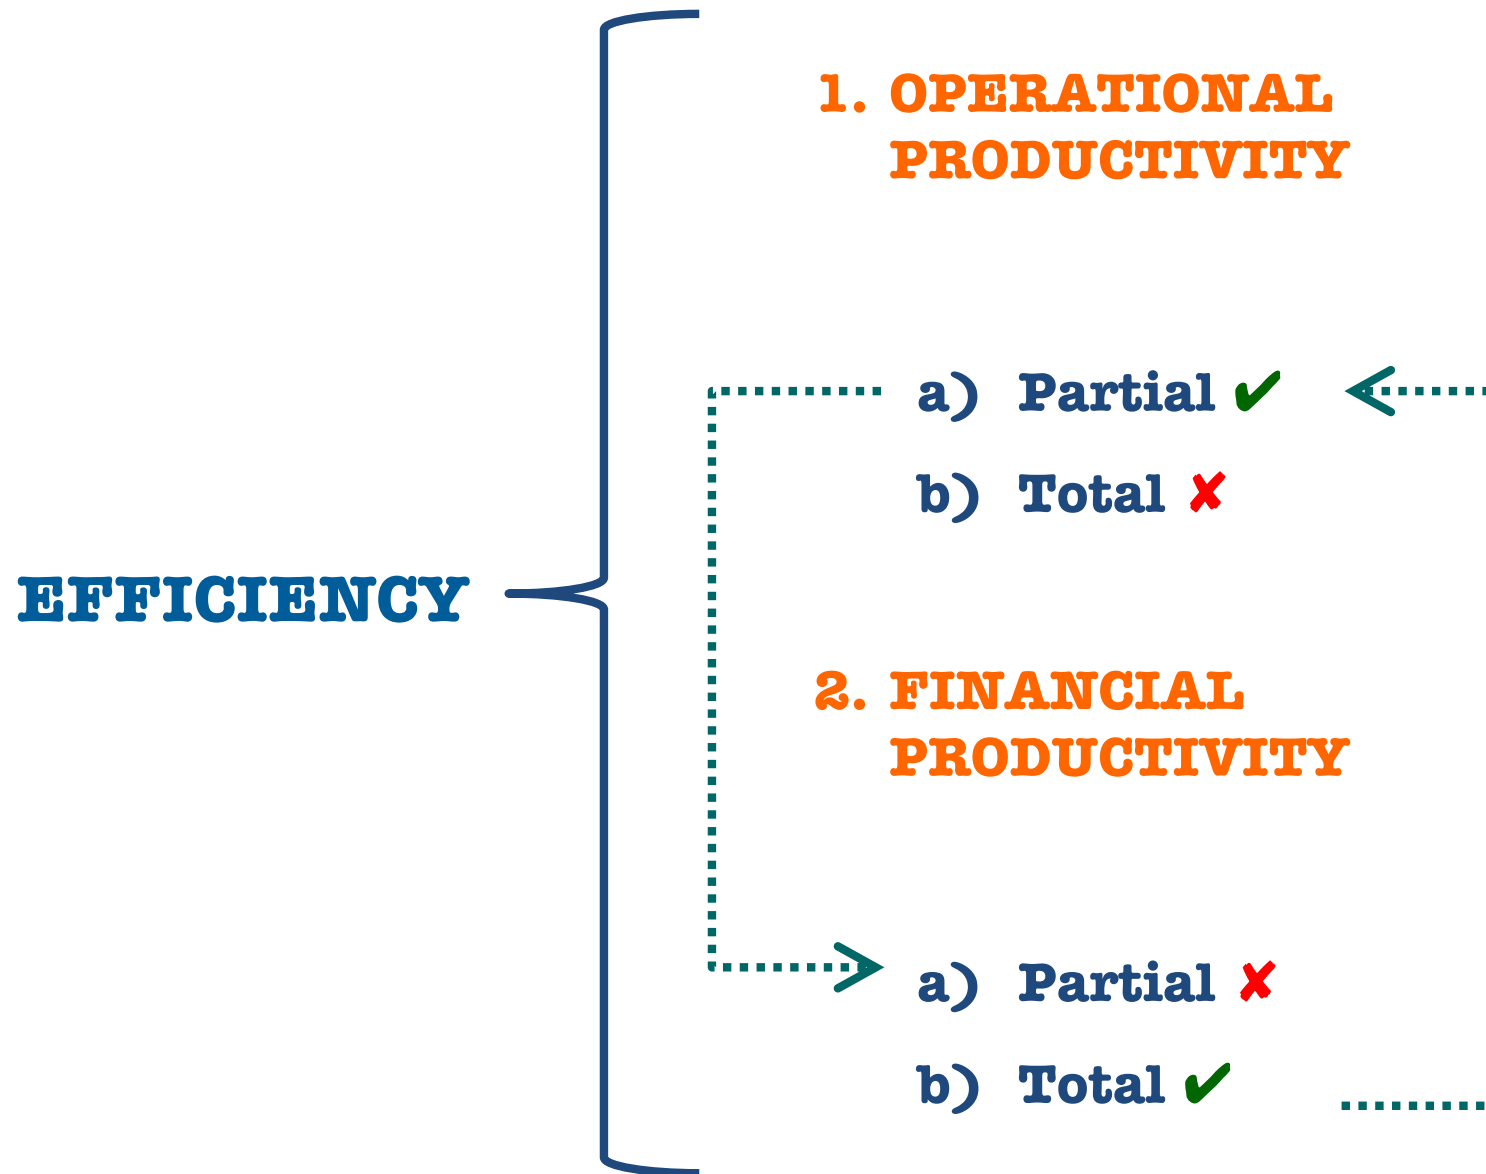 1. OPERATIONAL
PRODUCTIVITY
a) Partial ✔
b) Total ✘
EFFICIENCY
2. FINANCIAL
PRODUCTIVITY
a) Partial ✘
b) Total ✔